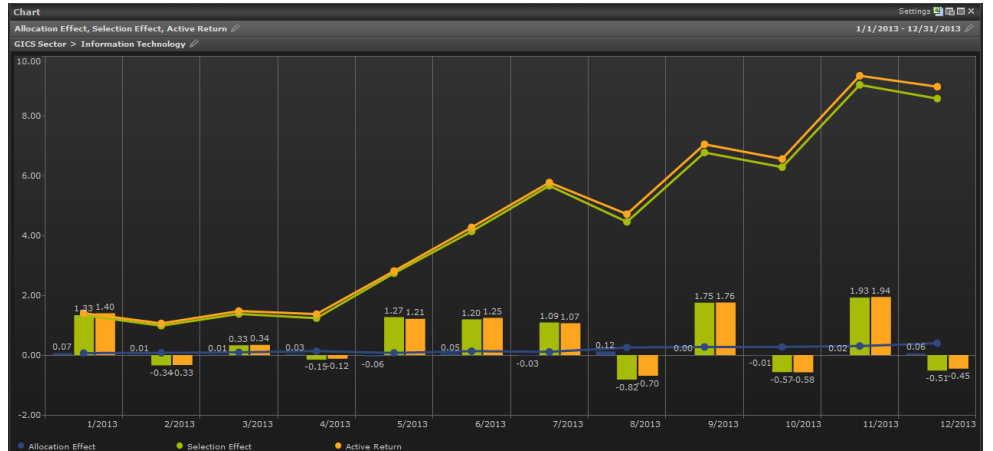 Chart Settings
Allocation Effect, Selection Effect, Active Return 1/1/2013 - 12/31/2013
GICS Sector > Information Technology
10.00
8.00
6.00
4.00
2.00
0.00
-2.00
0.07 1.33 1.40 0.01 -0.34 -0.33 0.01 0.33 0.34 0.03 -0.15 -0.12 -0.06 1.27 1.21 0.05 1.20 1.25 -0.03 1.09 1.07 0.12 -0.82 -0.70 0.00 1.75 1.76 -0.01 -0.57 -0.58 0.02 1.93 1.94 0.06 -0.51 -0.45
1/2013 2/2013 3/2013 4/2013 5/2013 6/2013 7/2013 8/2013 9/2013 10/2013 11/2013 12/2013
Allocation Effect Selection Effect Active Return